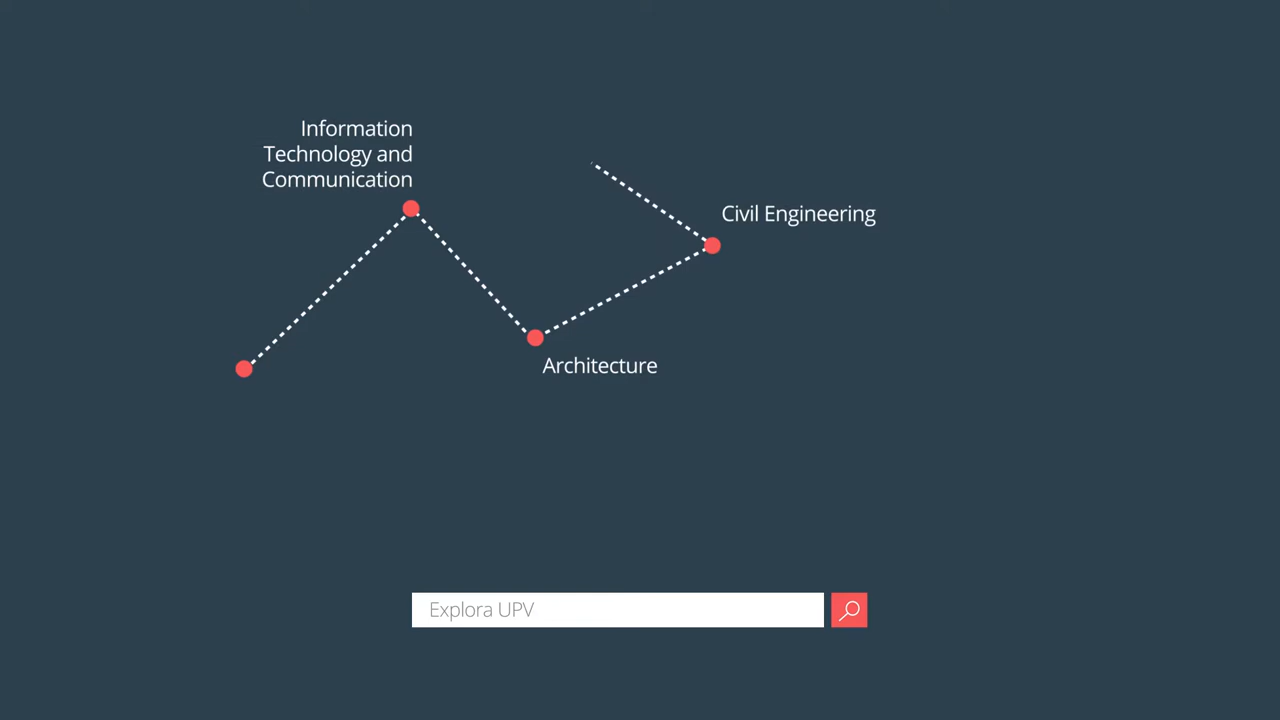 Information
Technology and
Communication
Civil Engineering
Architecture
Explora UPV